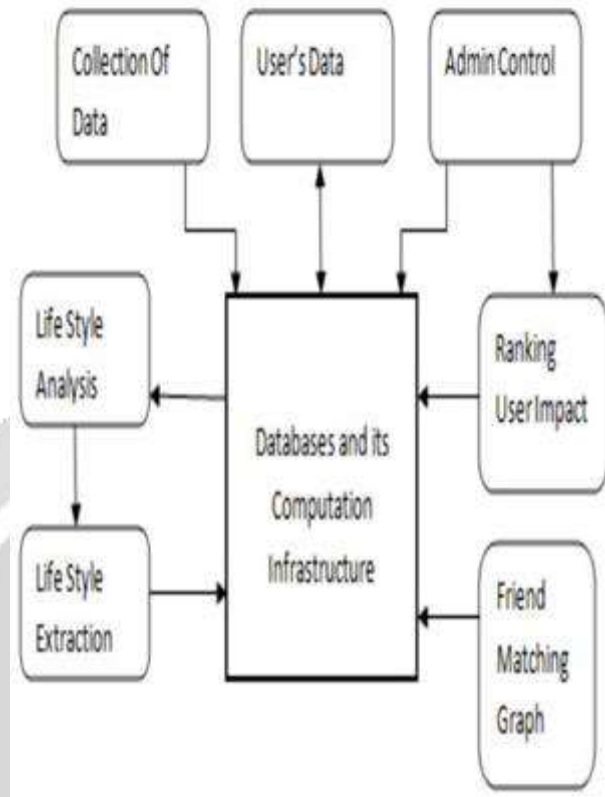 Collection Of
Data
User's Data
Admin Control
Life Style
Analysis
Ranking
User Impact
Databases and its
Computation
Infrastructure
Life Style
Extraction
Friend
Matching
Graph